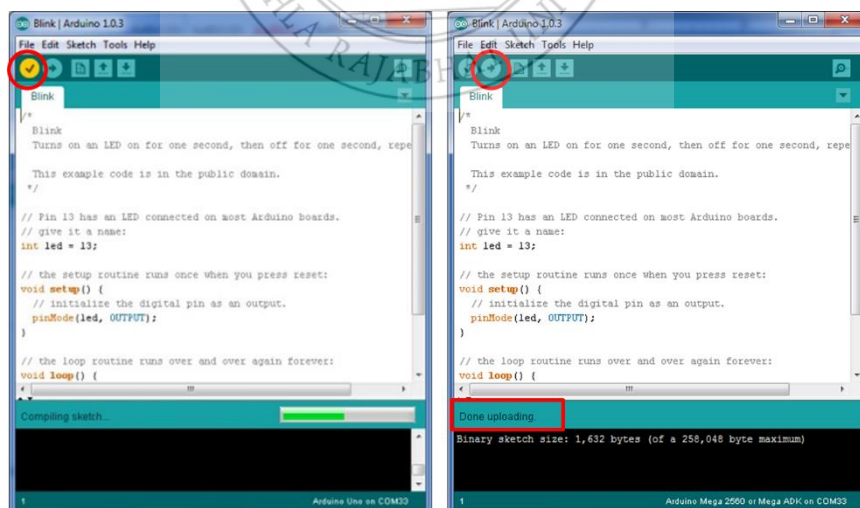 Blink | Arduino 1.0.3
File Edit Sketch Tools Help
Blink
/*
Blink
Turns on an LED on for one second, then off for one second, repe
This example code is in the public domain.
*/
// Pin 13 has an LED connected on most Arduino boards.
// give it a name:
int led = 13;
// the setup routine runs once when you press reset:
void setup() {
// initialize the digital pin as an output.
pinMode(led, OUTPUT);
}
// the loop routine runs over and over again forever:
void loop() {
Compiling sketch...
1
Arduino Uno on COM33
Blink | Arduino 1.0.3
File Edit Sketch Tools Help
Blink
/*
Blink
Turns on an LED on for one second, then off for one second, repe
This example code is in the public domain.
*/
// Pin 13 has an LED connected on most Arduino boards.
// give it a name:
int led = 13;
// the setup routine runs once when you press reset:
void setup() {
// initialize the digital pin as an output.
pinMode(led, OUTPUT);
}
// the loop routine runs over and over again forever:
void loop() {
Done uploading.
Binary sketch size: 1,632 bytes (of a 258,048 byte maximum)
1
Arduino Mega 2560 or Mega ADK on COM33